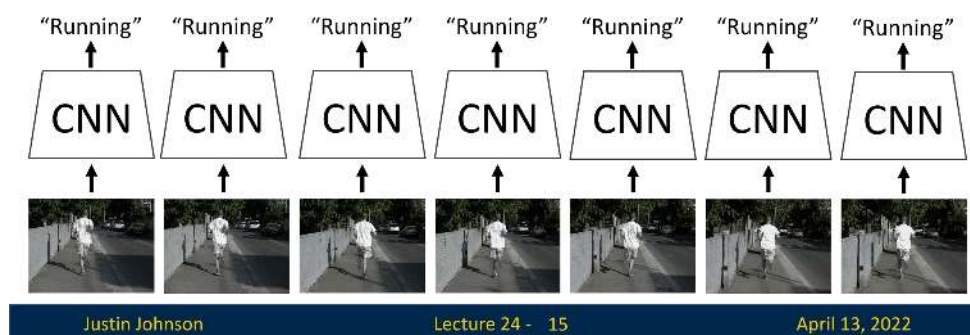 “Running” “Running” “Running” “Running” “Running” “Running” “Running”
CNN CNN CNN CNN CNN CNN CNN
Justin Johnson Lecture 24 - 15 April 13, 2022